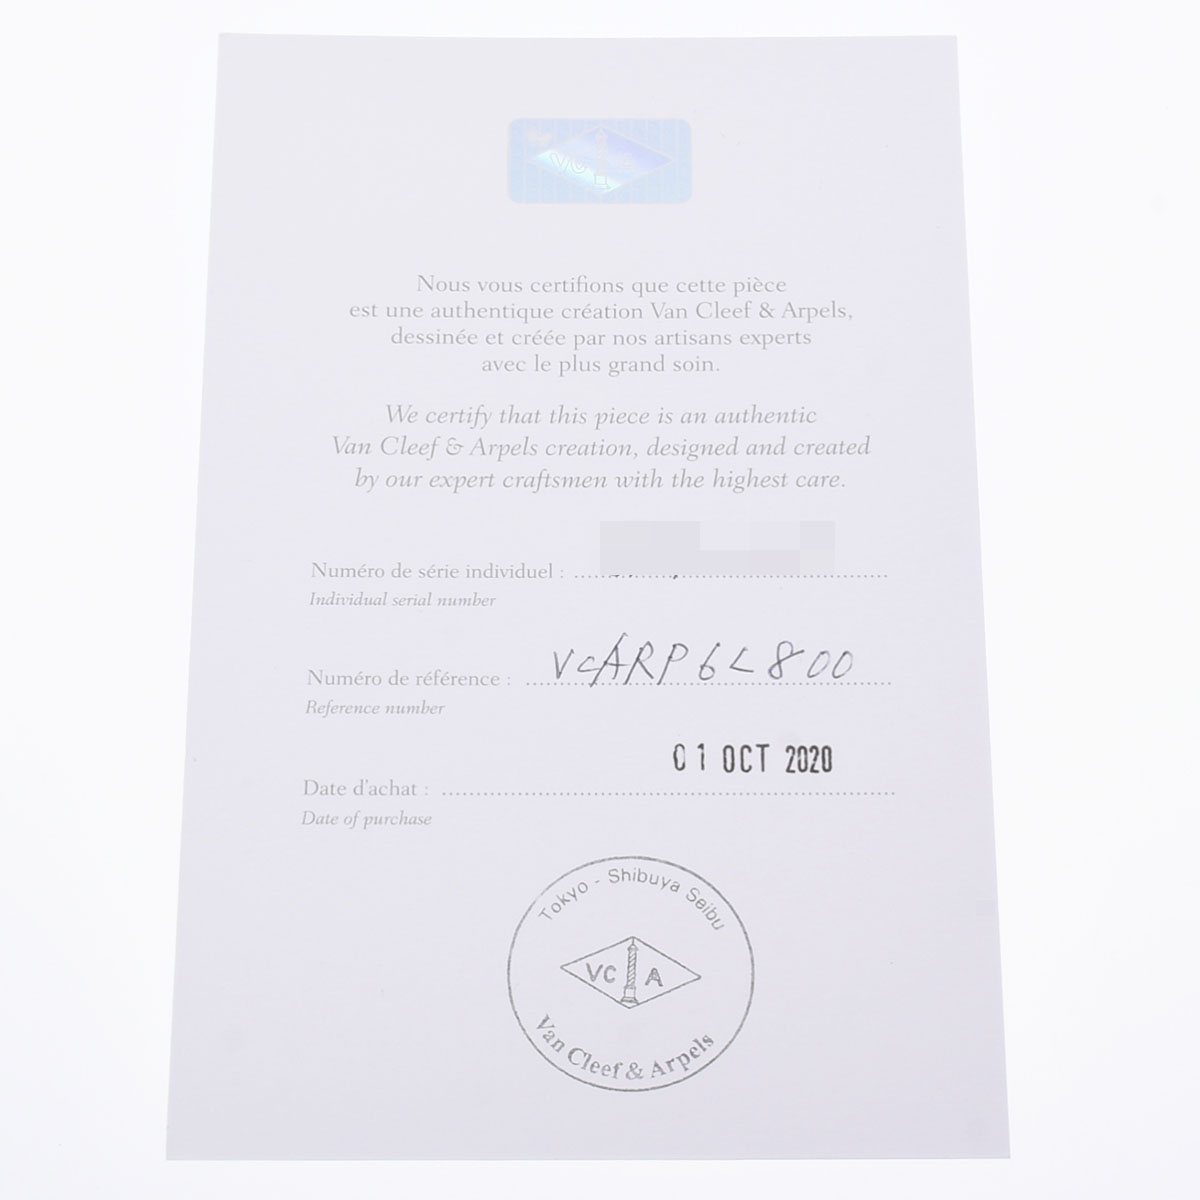 Nous vous certifions que cette pièce
est une authentique création Van Cleef & Arpels,
dessinée et créée par nos artisans experts
avec le plus grand soin.
We certify that this piece is an authentic
Van Cleef & Arpels creation, designed and created
by our expert craftsmen with the highest care.
Numéro de série individuel :
Individual serial number
Numéro de référence : VCARP6L800
Reference number
01 OCT 2020
Date d'achat :
Date of purchase
Tokyo - Shibuya Seibu
VC A
Van Cleef & Arpels